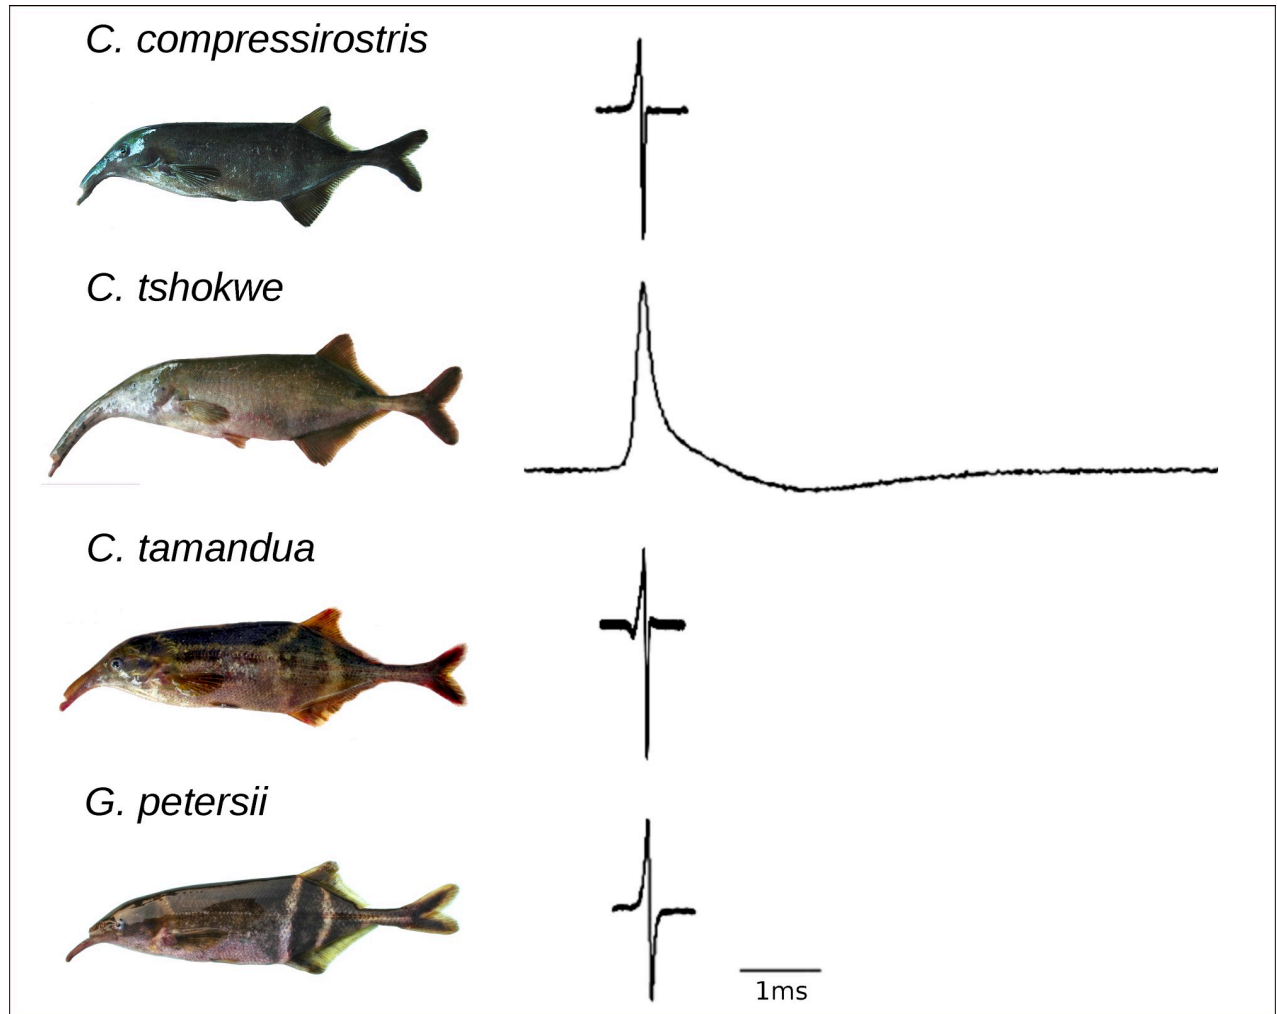 C. compressirostris
C. tshokwe
C. tamandua
G. petersii
1ms